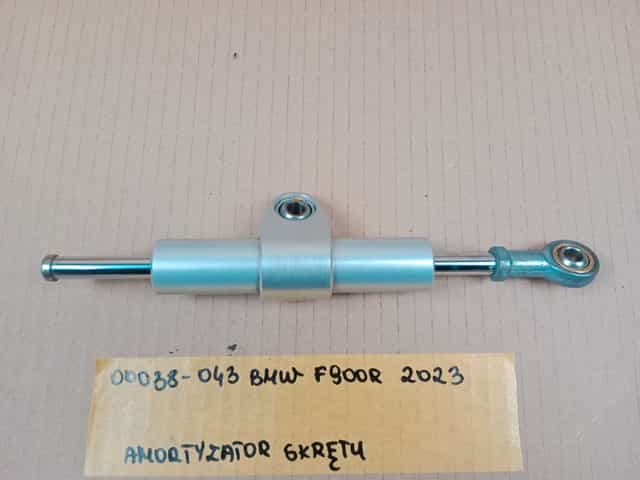 00038-043 BMW F900R 2023
AMORTYZATOR SKRĘTU